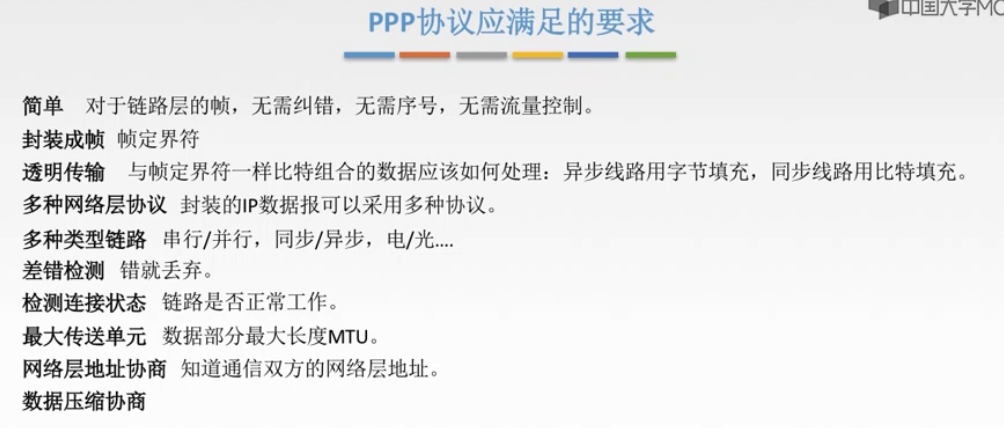 中国大学MO
PPP协议应满足的要求
简单 对于链路层的帧，无需纠错，无需序号，无需流量控制。
封装成帧 帧定界符
透明传输 与帧定界符一样比特组合的数据应该如何处理：异步线路用字节填充，同步线路用比特填充。
多种网络层协议 封装的IP数据报可以采用多种协议。
多种类型链路 串行/并行，同步/异步，电/光....
差错检测 错就丢弃。
检测连接状态 链路是否正常工作。
最大传送单元 数据部分最大长度MTU。
网络层地址协商 知道通信双方的网络层地址。
数据压缩协商